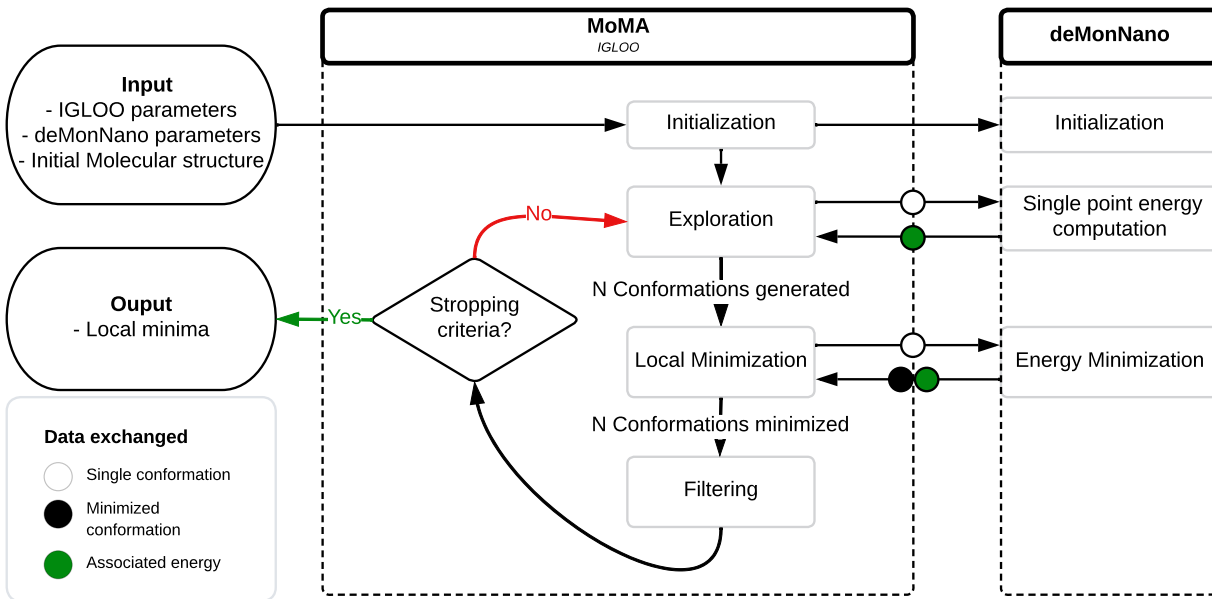 MoMA
IGLOO
deMonNano
Input
- IGLOO parameters
- deMonNano parameters
- Initial Molecular structure
Initialization
Initialization
No
Exploration
Single point energy
computation
N Conformations generated
Ouput
- Local minima
Yes
Stropping
criteria?
Local Minimization
Energy Minimization
N Conformations minimized
Filtering
Data exchanged
Single conformation
Minimized
conformation
Associated energy